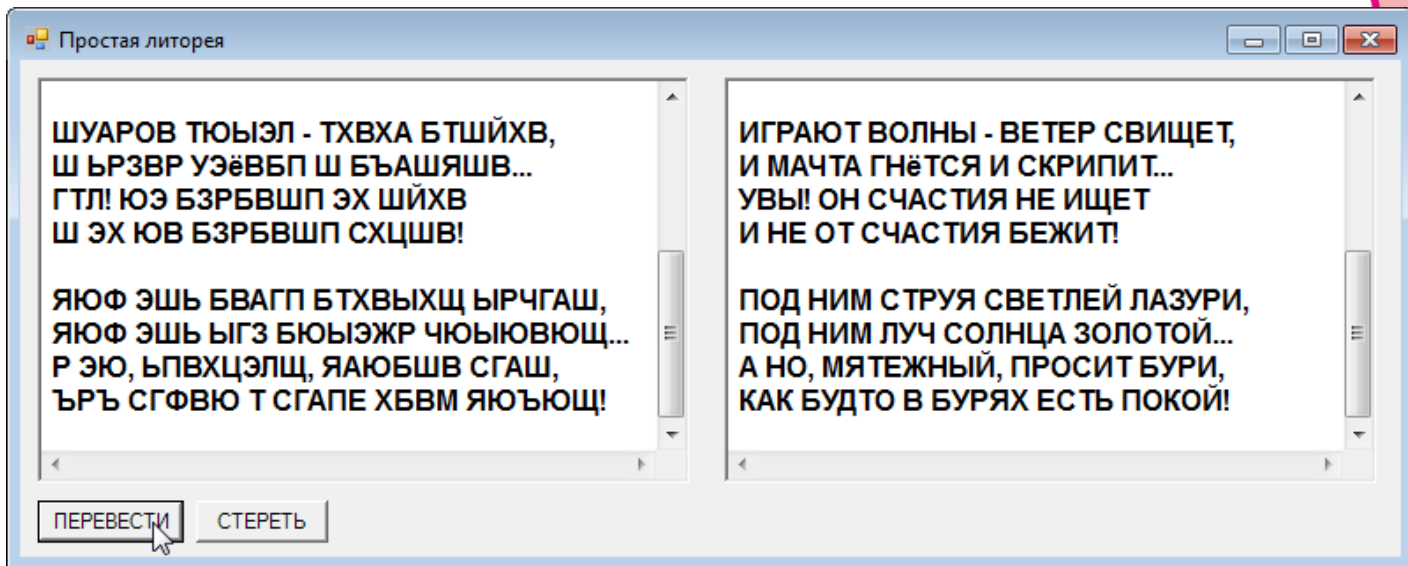 Простая литорея
ШУАРОВ ТЮЫЭЛ - ТХВХА БТШЙХВ,
Ш ЬРЗВР УЭёВБП Ш БЪАШЯШВ...
ГТЛ! ЮЭ БЗРБВШП ЭХ ШЙХВ
Ш ЭХ ЮВ БЗРБВШП СХЦШВ!
ЯЮФ ЭШЬ БВАГП БТХВЫХЩ ЫРЧГАШ,
ЯЮФ ЭШЬ ЫГЗ БЮЫЭЖР ЧЮЫЮВЮЩ...
Р ЭЮ, ЬПВХЦЭЛЩ, ЯАЮБШВ СГАШ,
ЪРЪ СГФВЮ Т СГАПЕ ХБВМ ЯЮЪЮЩ!
ИГРАЮТ ВОЛНЫ - ВЕТЕР СВИЩЕТ,
И МАЧТА ГНёТСЯ И СКРИПИТ...
УВЫ! ОН СЧАСТИЯ НЕ ИЩЕТ
И НЕ ОТ СЧАСТИЯ БЕЖИТ!
ПОД НИМ СТРУЯ СВЕТЛЕЙ ЛАЗУРИ,
ПОД НИМ ЛУЧ СОЛНЦА ЗОЛОТОЙ...
А НО, МЯТЕЖНЫЙ, ПРОСИТ БУРИ,
КАК БУДТО В БУРЯХ ЕСТЬ ПОКОЙ!
ПЕРЕВЕСТИ
СТЕРЕТЬ